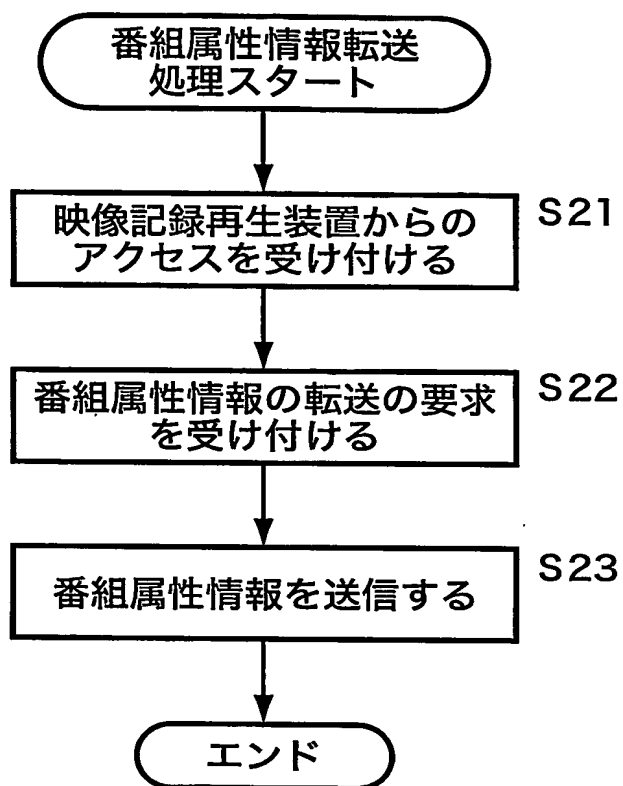 番組属性情報転送
処理スタート
映像記録再生装置からの
アクセスを受け付ける
S21
番組属性情報の転送の要求
を受け付ける
S22
番組属性情報を送信する
S23
エンド